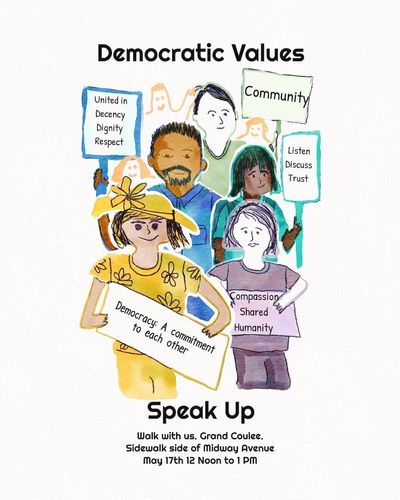 Democratic Values
United in
Decency
Dignity
Respect
Community
Listen
Discuss
Trust
Democracy: A commitment
to each other
Compassion
Shared
Humanity
Speak Up
Walk with us, Grand Coulee,
Sidewalk side of Midway Avenue
May 17th 12 Noon to 1 PM